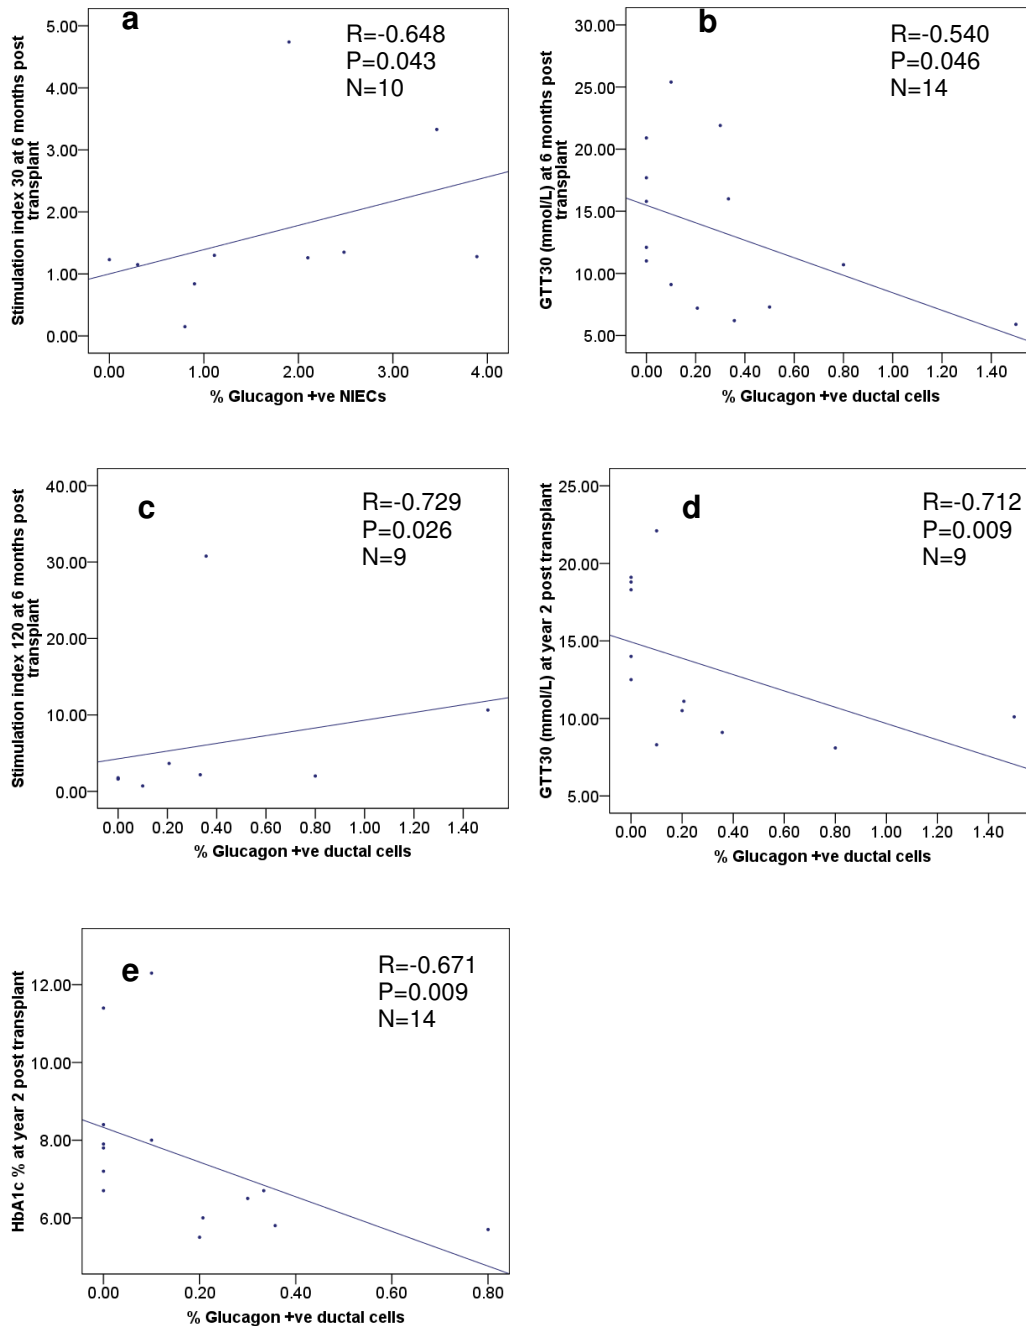 a
R=-0.648
P=0.043
N=10
Stimulation index 30 at 6 months post
transplant
5.00
4.00
3.00
2.00
1.00
0.00
0.00 1.00 2.00 3.00 4.00
% Glucagon +ve NIECs
b
R=-0.540
P=0.046
N=14
GTT30 (mmol/L) at 6 months post
transplant
30.00
25.00
20.00
15.00
10.00
5.00
0.00 0.20 0.40 0.60 0.80 1.00 1.20 1.40
% Glucagon +ve ductal cells
c
R=-0.729
P=0.026
N=9
Stimulation index 120 at 6 months post
transplant
40.00
30.00
20.00
10.00
0.00
0.00 0.20 0.40 0.60 0.80 1.00 1.20 1.40
% Glucagon +ve ductal cells
d
R=-0.712
P=0.009
N=9
GTT30 (mmol/L) at year 2 post transplant
25.00
20.00
15.00
10.00
5.00
0.00 0.20 0.40 0.60 0.80 1.00 1.20 1.40
% Glucagon +ve ductal cells
e
R=-0.671
P=0.009
N=14
HbA1c % at year 2 post transplant
12.00
10.00
8.00
6.00
0.00 0.20 0.40 0.60 0.80
% Glucagon +ve ductal cells